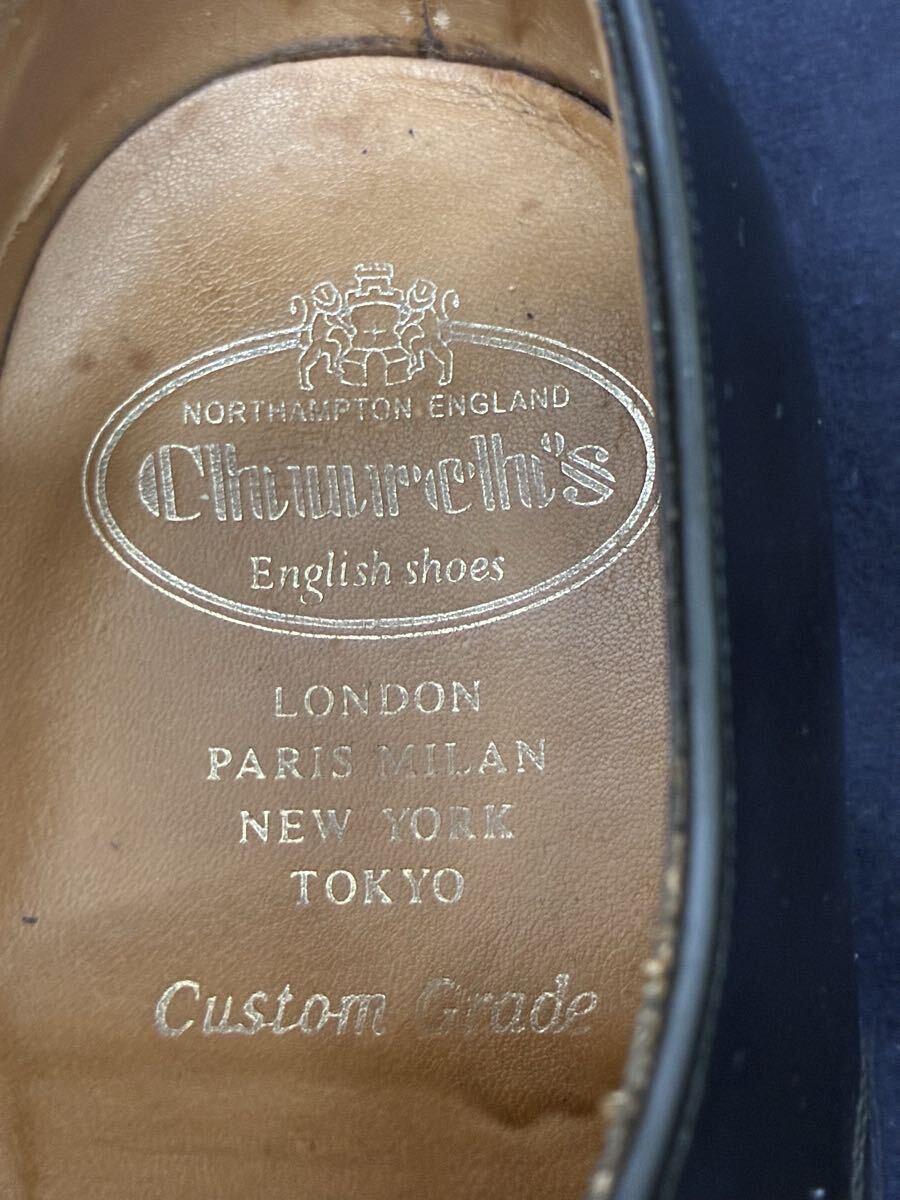 NORTHAMPTON ENGLAND
Church's
English shoes
LONDON
PARIS MILAN
NEW YORK
TOKYO
Custom Grade